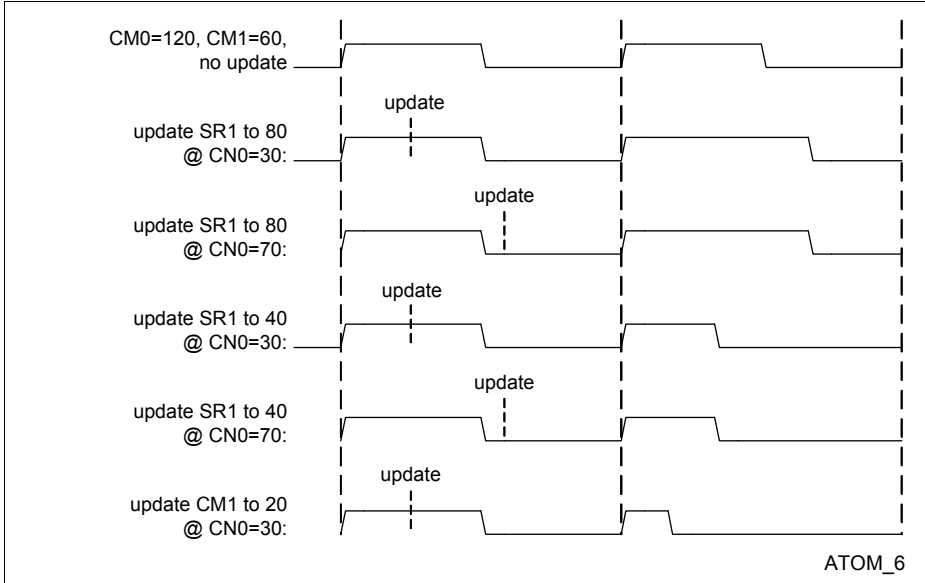 CM0=120, CM1=60,
no update
update
update SR1 to 80
@ CN0=30:
update
update SR1 to 80
@ CN0=70:
update
update SR1 to 40
@ CN0=30:
update
update SR1 to 40
@ CN0=70:
update
update CM1 to 20
@ CN0=30:
ATOM_6